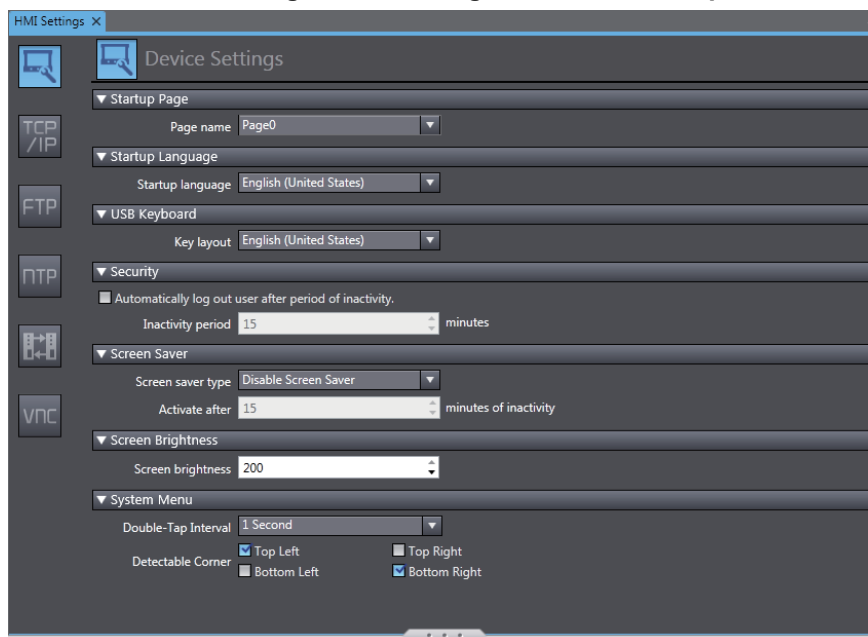 HMI Settings X
Device Settings
TCP
/IP
FTP
NTP
VNC
▼ Startup Page
Page name Page0
▼ Startup Language
Startup language English (United States)
▼ USB Keyboard
Key layout English (United States)
▼ Security
Automatically log out user after period of inactivity.
Inactivity period 15 minutes
▼ Screen Saver
Screen saver type Disable Screen Saver
Activate after 15 minutes of inactivity
▼ Screen Brightness
Screen brightness 200
▼ System Menu
Double-Tap Interval 1 Second
Detectable Corner Top Left Top Right
Bottom Left Bottom Right